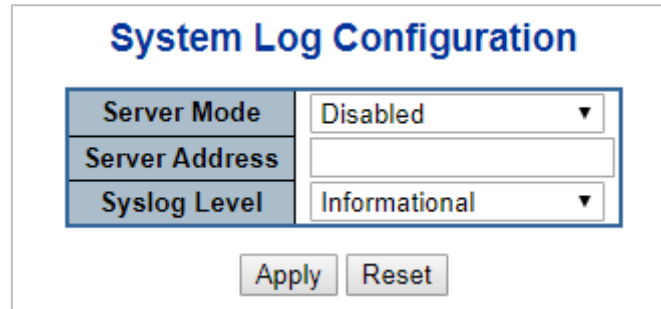 System Log Configuration
Server Mode Disabled
Server Address
Syslog Level Informational
Apply Reset